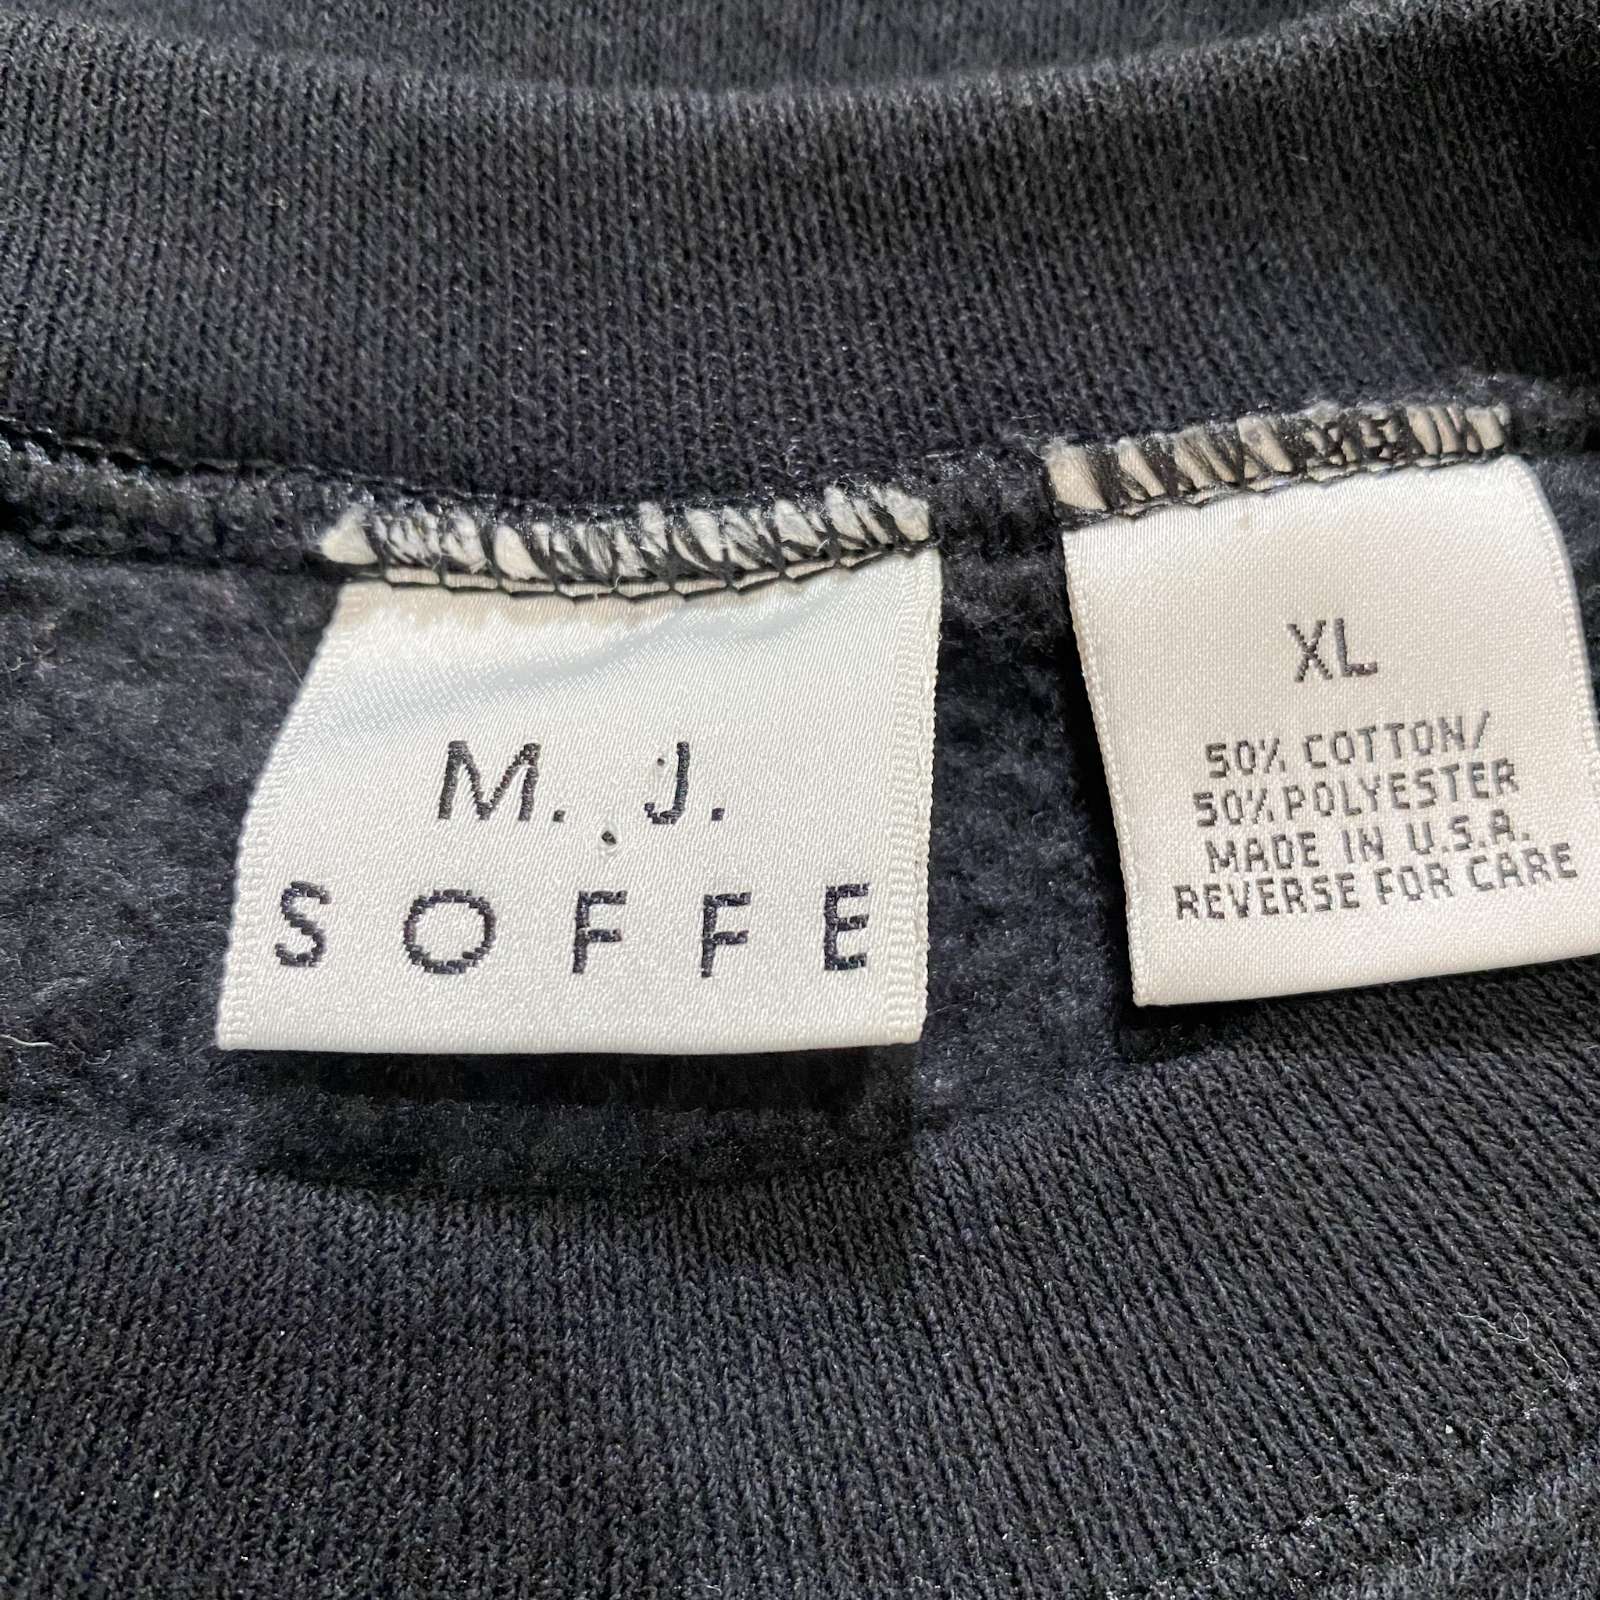 M. J.
SOFFE
XL
50% COTTON/
50% POLYESTER
MADE IN U.S.A.
REVERSE FOR CARE